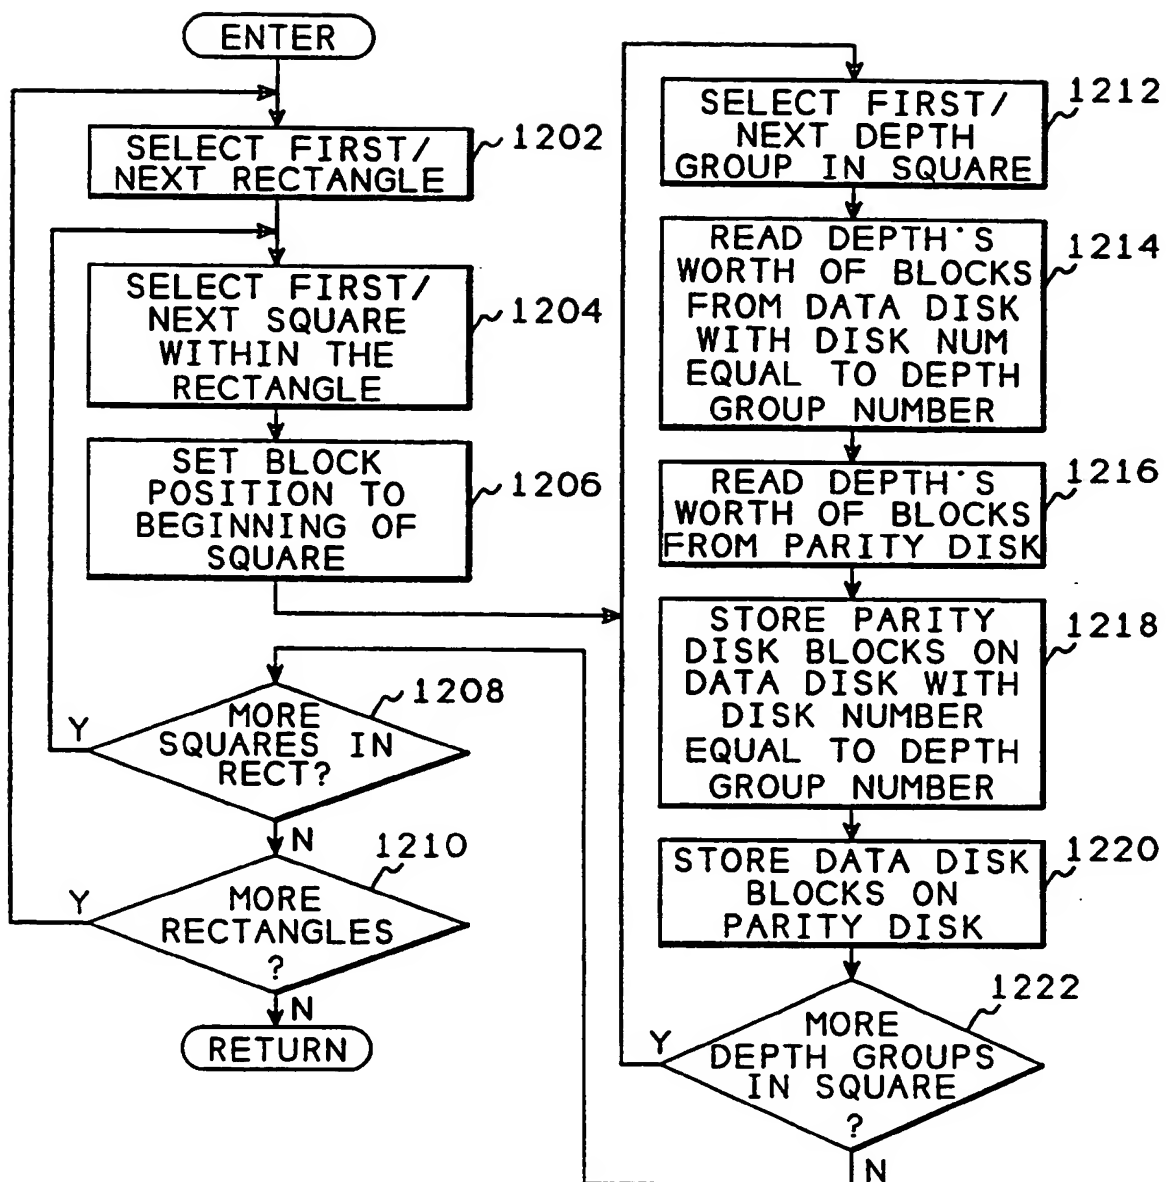 ENTER
SELECT FIRST/
NEXT RECTANGLE
1202
SELECT FIRST/
NEXT SQUARE
WITHIN THE
RECTANGLE
1204
SET BLOCK
POSITION TO
BEGINNING OF
SQUARE
1206
MORE
SQUARES IN
RECT?
1208
Y
N
MORE
RECTANGLES
?
1210
Y
N
RETURN
SELECT FIRST/
NEXT DEPTH
GROUP IN SQUARE
1212
READ DEPTH'S
WORTH OF BLOCKS
FROM DATA DISK
WITH DISK NUM
EQUAL TO DEPTH
GROUP NUMBER
1214
READ DEPTH'S
WORTH OF BLOCKS
FROM PARITY DISK
1216
STORE PARITY
DISK BLOCKS ON
DATA DISK WITH
DISK NUMBER
EQUAL TO DEPTH
GROUP NUMBER
1218
STORE DATA DISK
BLOCKS ON
PARITY DISK
1220
MORE
DEPTH GROUPS
IN SQUARE
?
1222
Y
N